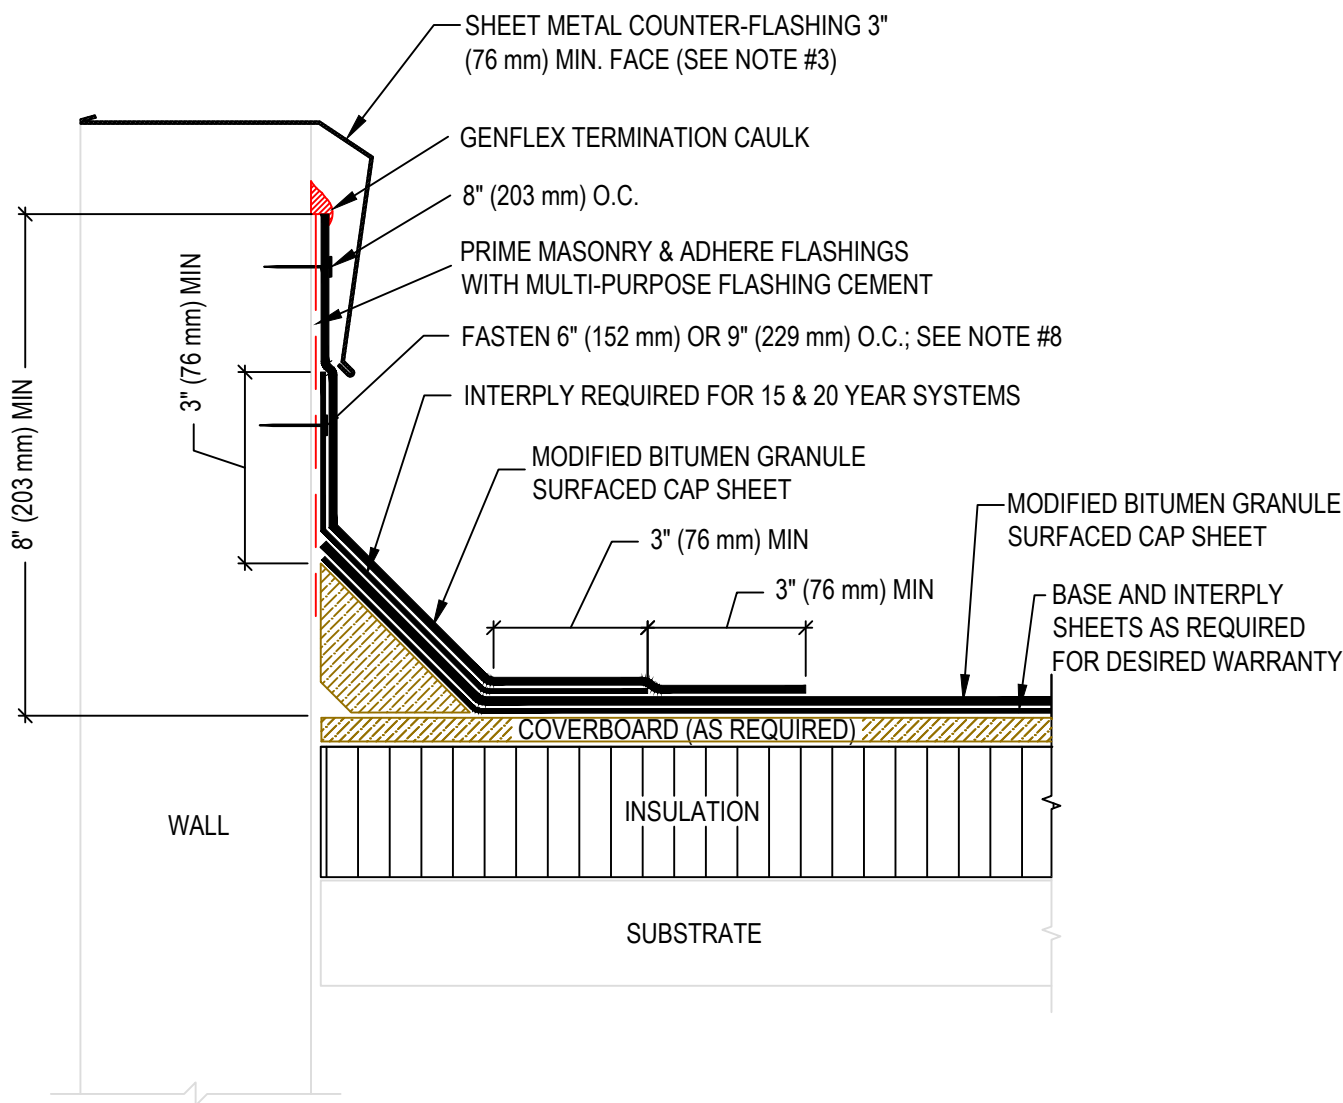 SHEET METAL COUNTER-FLASHING 3"
(76 mm) MIN. FACE (SEE NOTE #3)
GENFLEX TERMINATION CAULK
8" (203 mm) O.C.
PRIME MASONRY & ADHERE FLASHINGS
WITH MULTI-PURPOSE FLASHING CEMENT
FASTEN 6" (152 mm) OR 9" (229 mm) O.C.; SEE NOTE #8
INTERPLY REQUIRED FOR 15 & 20 YEAR SYSTEMS
8" (203 mm) MIN
3" (76 mm) MIN
MODIFIED BITUMEN GRANULE
SURFACED CAP SHEET
3" (76 mm) MIN
3" (76 mm) MIN
MODIFIED BITUMEN GRANULE
SURFACED CAP SHEET
BASE AND INTERPLY
SHEETS AS REQUIRED
FOR DESIRED WARRANTY
COVERBOARD (AS REQUIRED)
INSULATION
WALL
SUBSTRATE